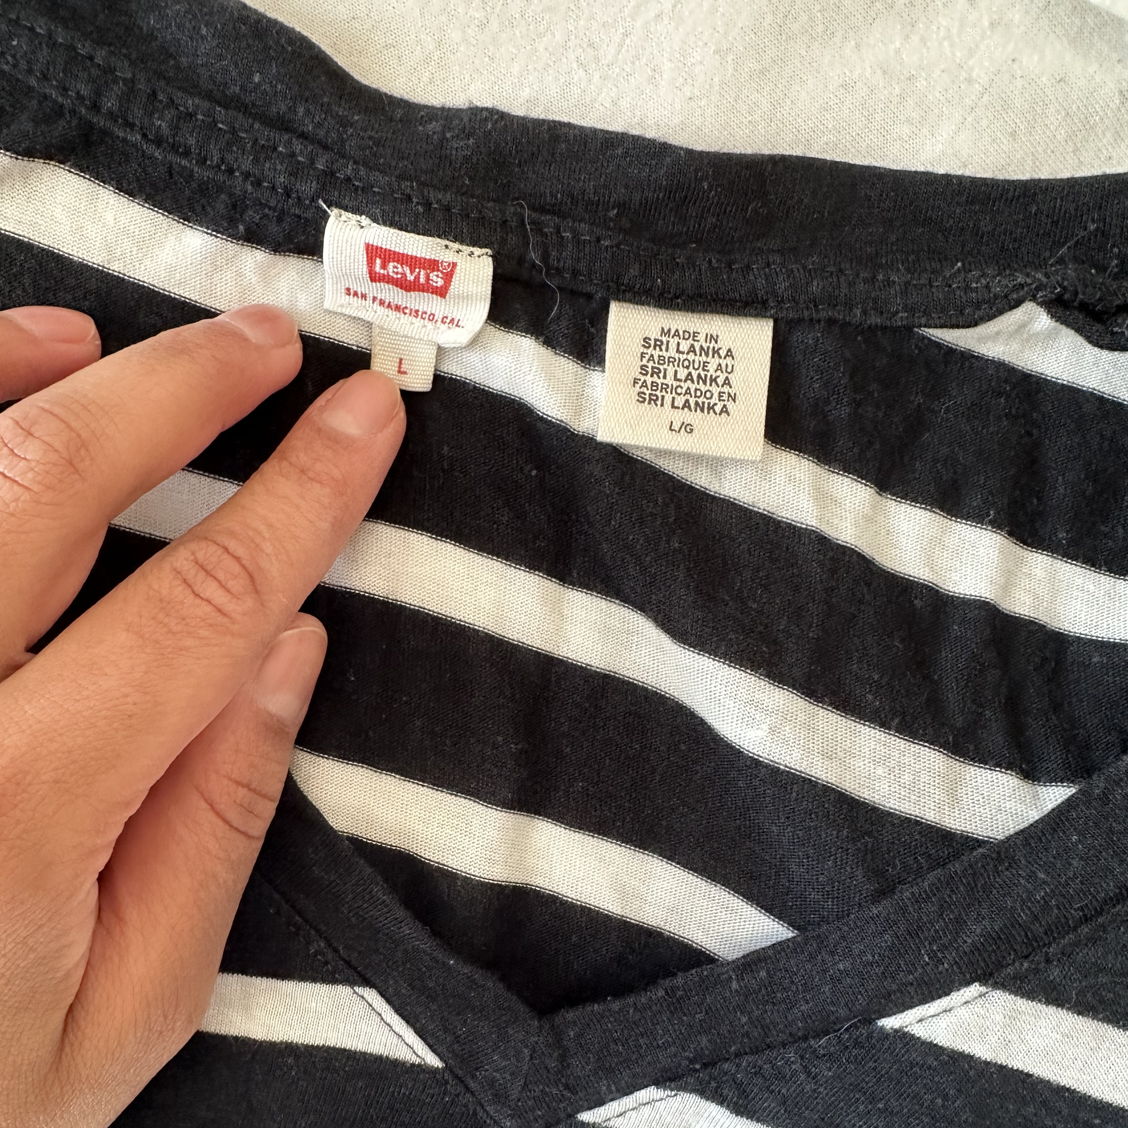 Levi's®
SAN FRANCISCO, CAL.
L
MADE IN
SRI LANKA
FABRIQUE AU
SRI LANKA
FABRICADO EN
SRI LANKA
L/G